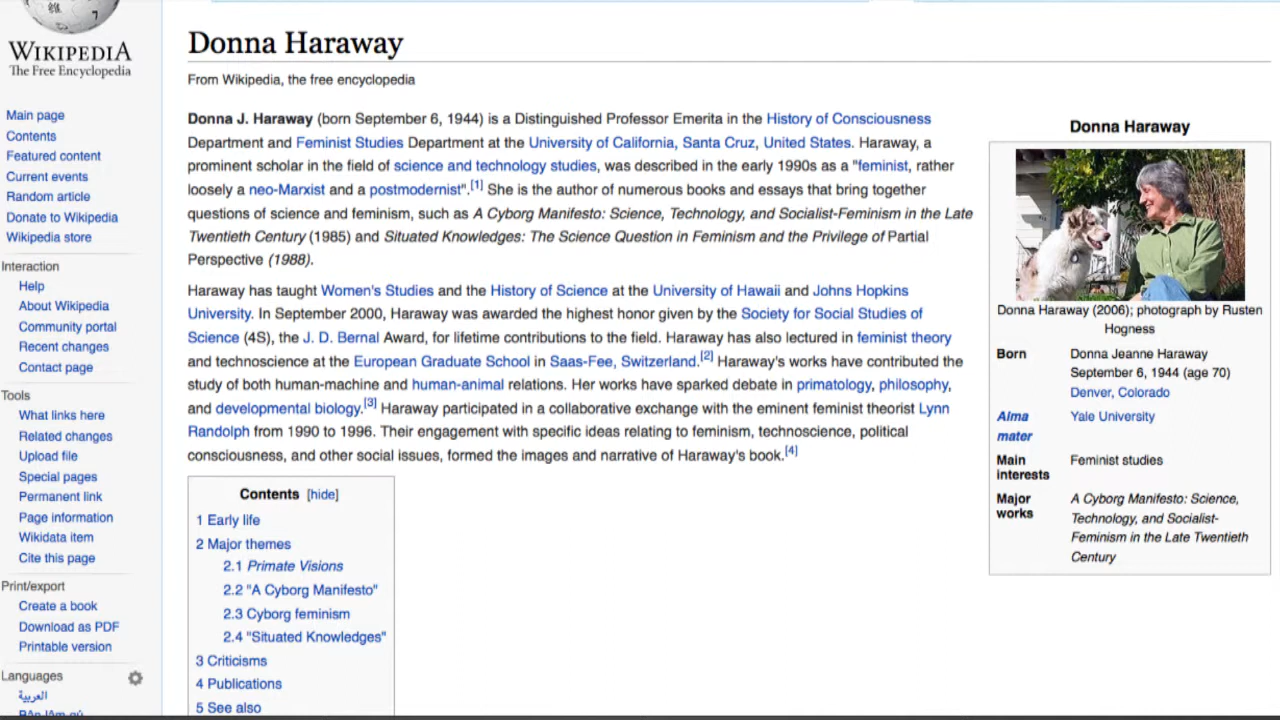 WIKIPEDIA
The Free Encyclopedia
Main page
Contents
Featured content
Current events
Random article
Donate to Wikipedia
Wikipedia store
Interaction
Help
About Wikipedia
Community portal
Recent changes
Contact page
Tools
What links here
Related changes
Upload file
Special pages
Permanent link
Page information
Wikidata item
Cite this page
Print/export
Create a book
Download as PDF
Printable version
Languages
العربية
Donna Haraway
From Wikipedia, the free encyclopedia
Donna J. Haraway (born September 6, 1944) is a Distinguished Professor Emerita in the History of Consciousness
Department and Feminist Studies Department at the University of California, Santa Cruz, United States. Haraway, a
prominent scholar in the field of science and technology studies, was described in the early 1990s as a "feminist, rather
loosely a neo-Marxist and a postmodernist".[1] She is the author of numerous books and essays that bring together
questions of science and feminism, such as A Cyborg Manifesto: Science, Technology, and Socialist-Feminism in the Late
Twentieth Century (1985) and Situated Knowledges: The Science Question in Feminism and the Privilege of Partial
Perspective (1988).
Haraway has taught Women's Studies and the History of Science at the University of Hawaii and Johns Hopkins
University. In September 2000, Haraway was awarded the highest honor given by the Society for Social Studies of
Science (4S), the J. D. Bernal Award, for lifetime contributions to the field. Haraway has also lectured in feminist theory
and technoscience at the European Graduate School in Saas-Fee, Switzerland.[2] Haraway's works have contributed the
study of both human-machine and human-animal relations. Her works have sparked debate in primatology, philosophy,
and developmental biology.[3] Haraway participated in a collaborative exchange with the eminent feminist theorist Lynn
Randolph from 1990 to 1996. Their engagement with specific ideas relating to feminism, technoscience, political
consciousness, and other social issues, formed the images and narrative of Haraway's book.[4]
Contents [hide]
1 Early life
2 Major themes
2.1 Primate Visions
2.2 "A Cyborg Manifesto"
2.3 Cyborg feminism
2.4 "Situated Knowledges"
3 Criticisms
4 Publications
5 See also
Donna Haraway
Donna Haraway (2006); photograph by Rusten
Hogness
Born Donna Jeanne Haraway
September 6, 1944 (age 70)
Denver, Colorado
Alma Yale University
mater
Main Feminist studies
interests
Major A Cyborg Manifesto: Science,
works Technology, and Socialist-
Feminism in the Late Twentieth
Century